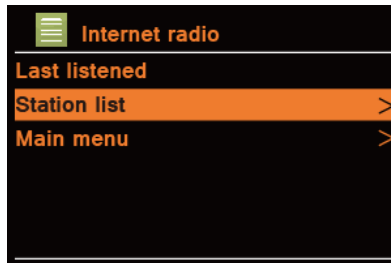 Internet radio
Last listened
Station list >
Main menu >